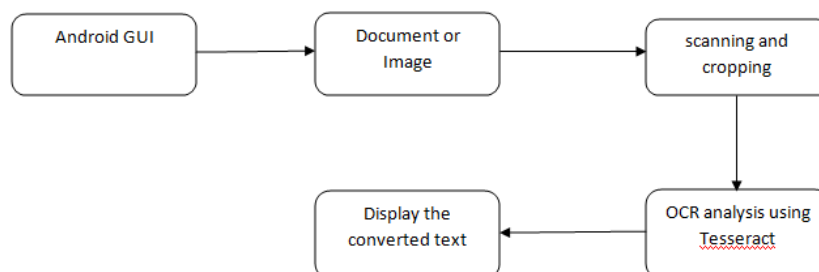 Android GUI
Document or
Image
scanning and
cropping
OCR analysis using
Tesseract
Display the
converted text